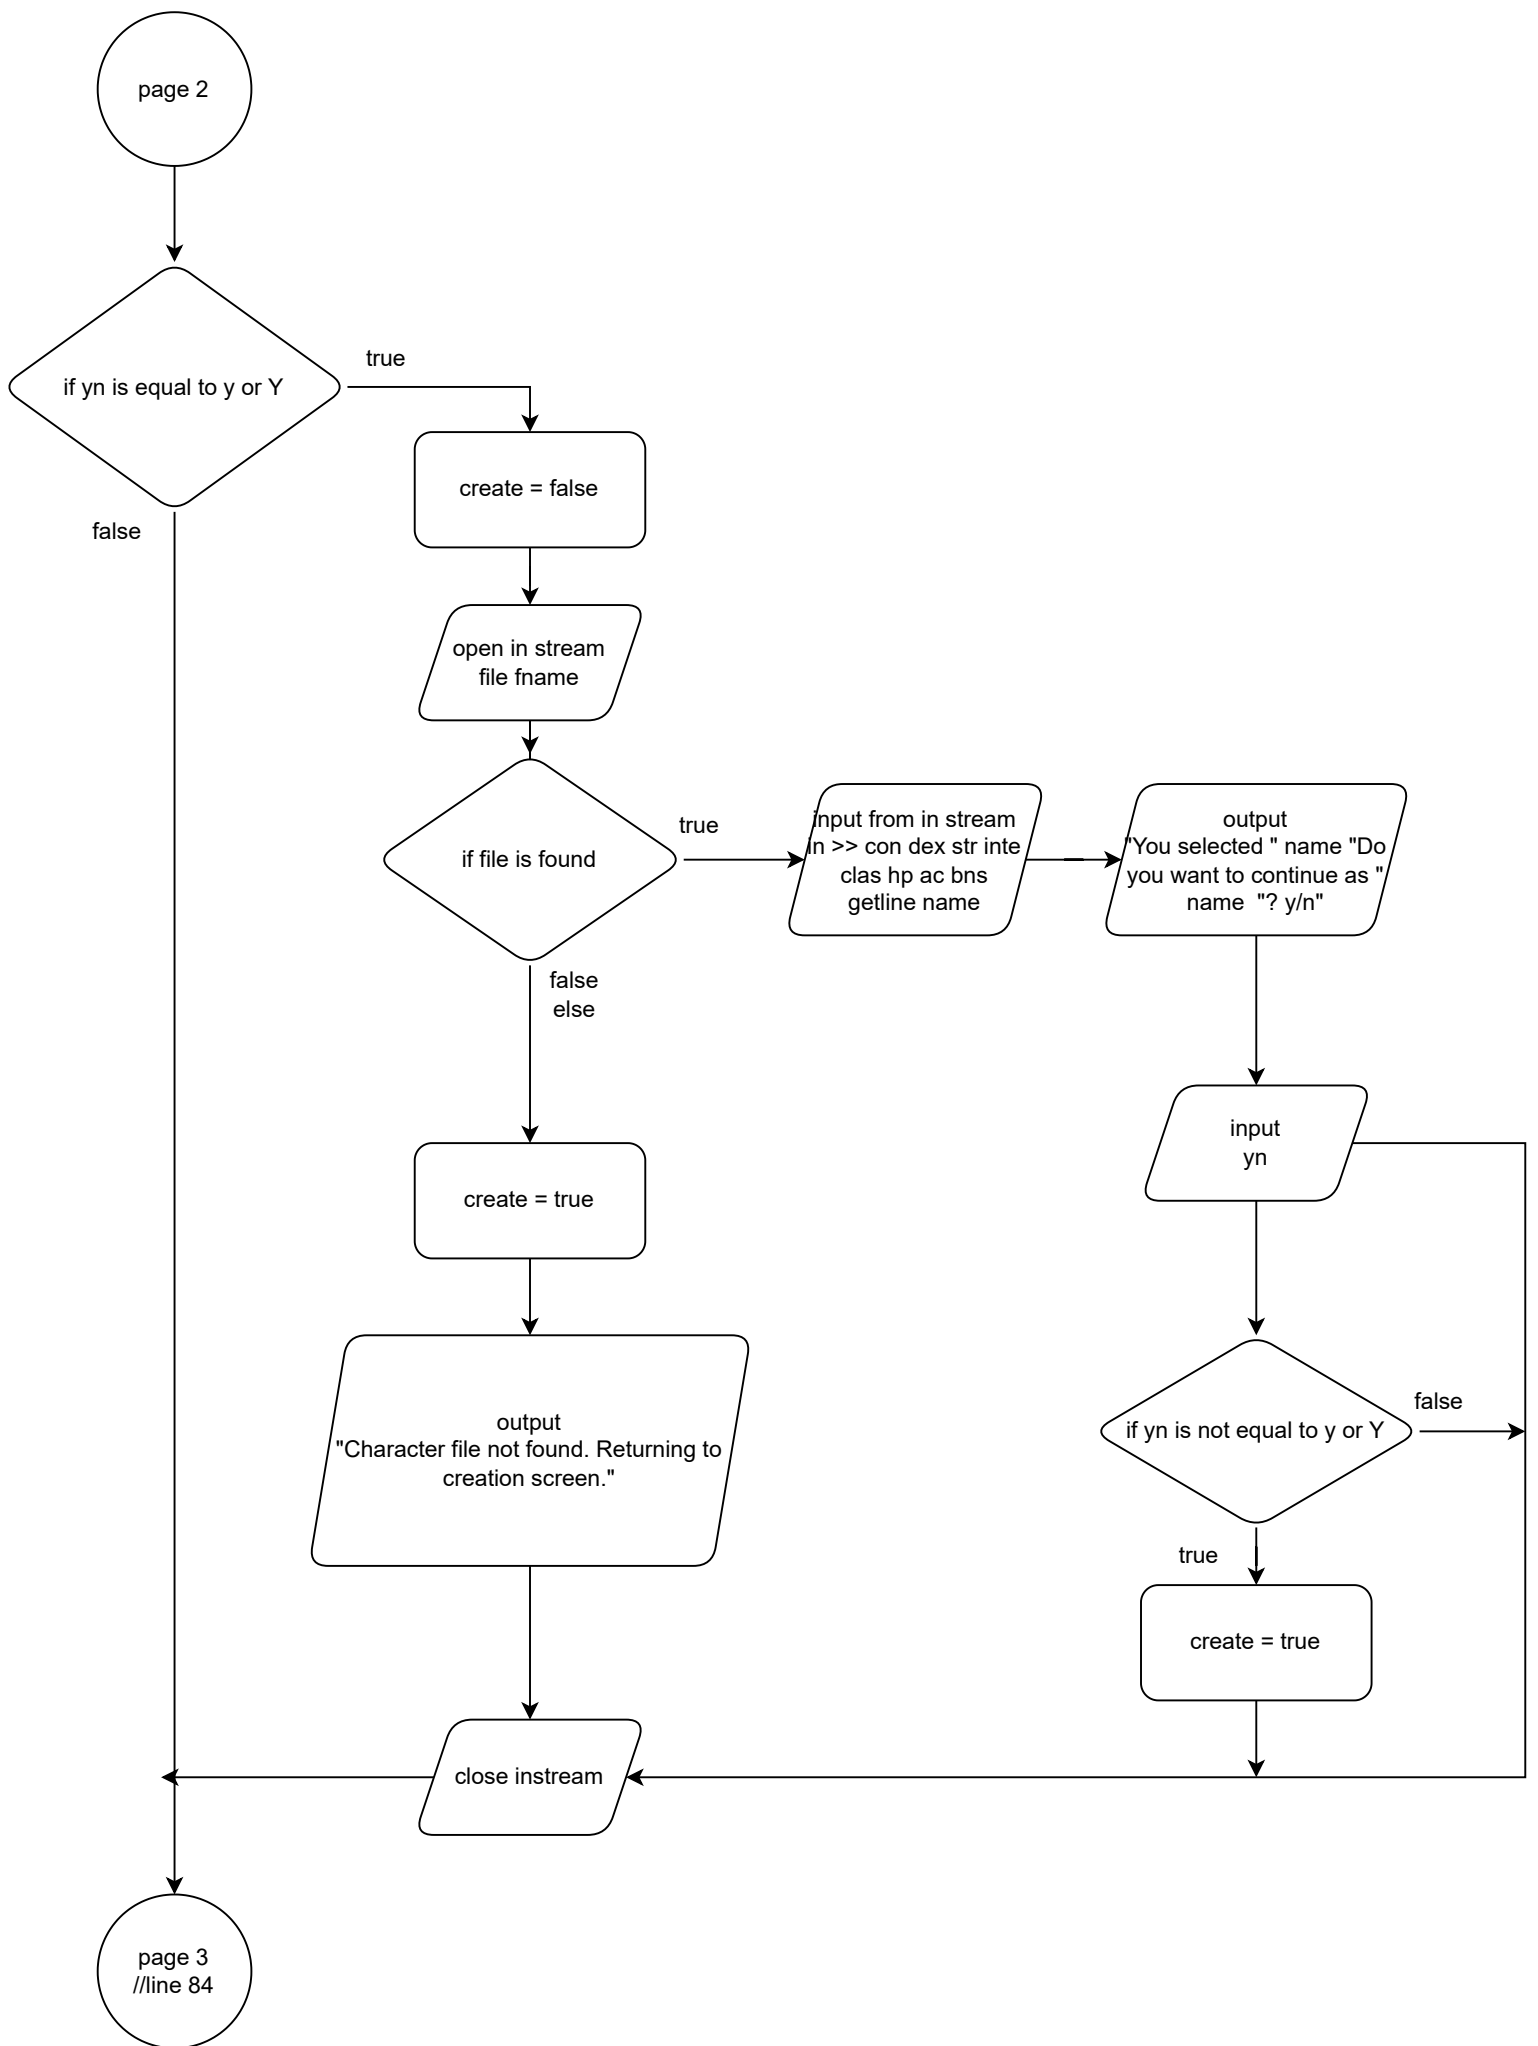 page 2
if yn is equal to y or Y
true
false
create = false
open in stream
file fname
if file is found
true
false
else
input from in stream
in >> con dex str inte
clas hp ac bns
getline name
output
"You selected " name "Do
you want to continue as "
name  "? y/n"
input
yn
if yn is not equal to y or Y
false
true
create = true
create = true
output
"Character file not found. Returning to
creation screen."
close instream
page 3
//line 84